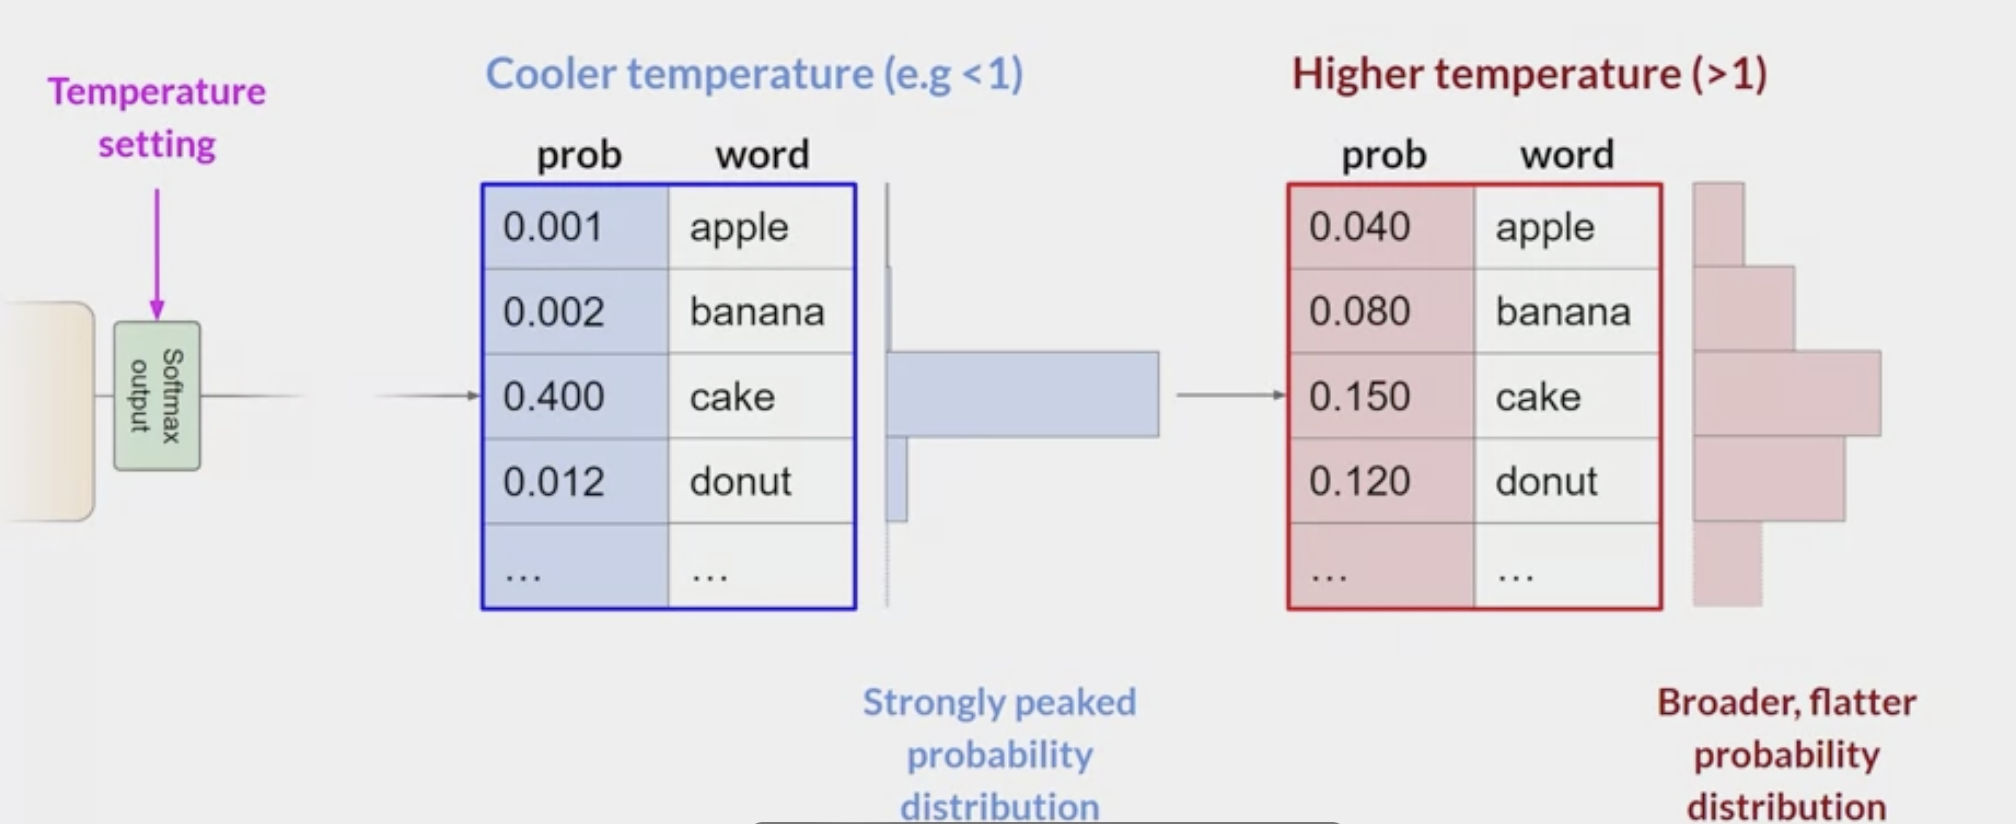 Temperature
setting
Softmax
output
Cooler temperature (e.g <1)
prob word
0.001 apple
0.002 banana
0.400 cake
0.012 donut
... ...
Strongly peaked
probability
distribution
Higher temperature (>1)
prob word
0.040 apple
0.080 banana
0.150 cake
0.120 donut
... ...
Broader, flatter
probability
distribution